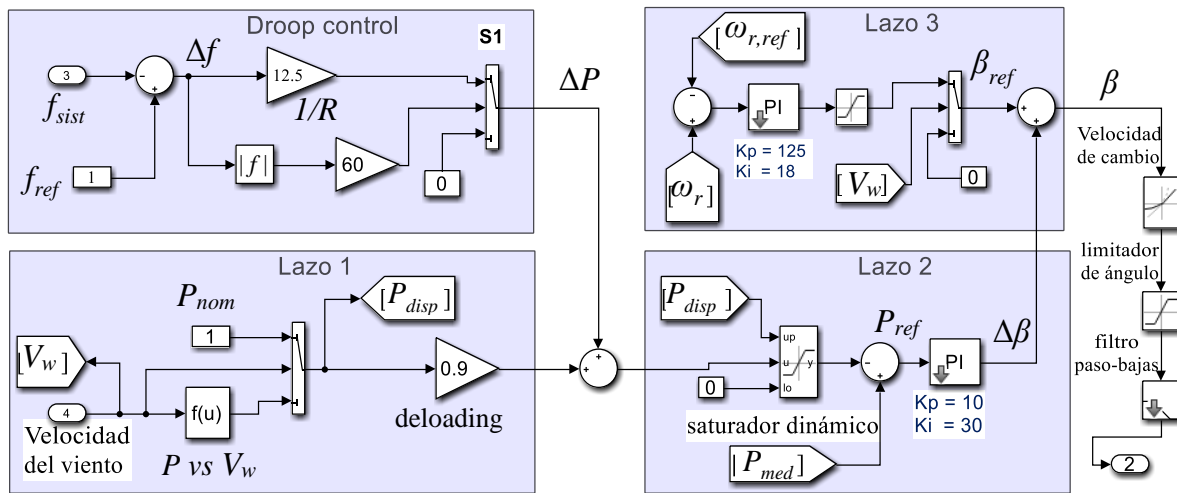 Droop control
S1
Δf
3
-
+
12.5
1/R
f_sist
f_ref
1
|f|
60
0
ΔP
+
+
Lazo 1
P_nom
1
[P_disp]
[V_w]
4
f(u)
0.9
deloading
Velocidad
del viento
P vs V_w
Lazo 3
[ω_r,ref]
-
+
PI
Kp = 125
Ki = 18
[ω_r]
[V_w]
0
β_ref
+
+
β
Lazo 2
[P_disp]
up
u
lo
y
0
saturador dinámico
P_ref
-
+
PI
Kp = 10
Ki = 30
|P_med]
Δβ
Velocidad
de cambio
limitador
de ángulo
filtro
paso-bajas
2